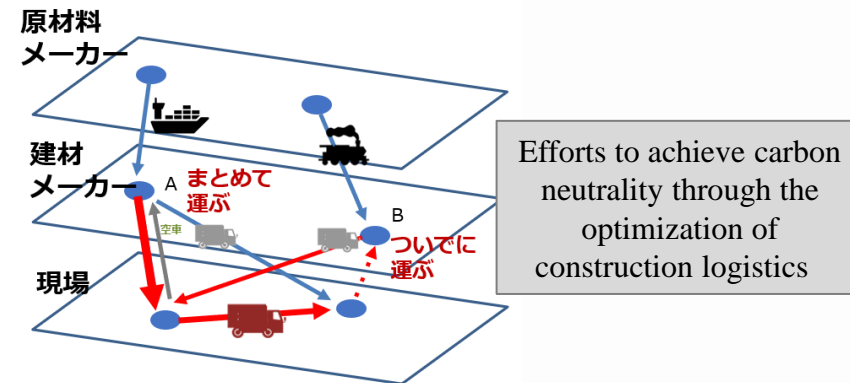 原材料
メーカー
建材
メーカー
A
まとめて
運ぶ
空車
B
ついでに
運ぶ
現場
Efforts to achieve carbon
neutrality through the
optimization of
construction logistics